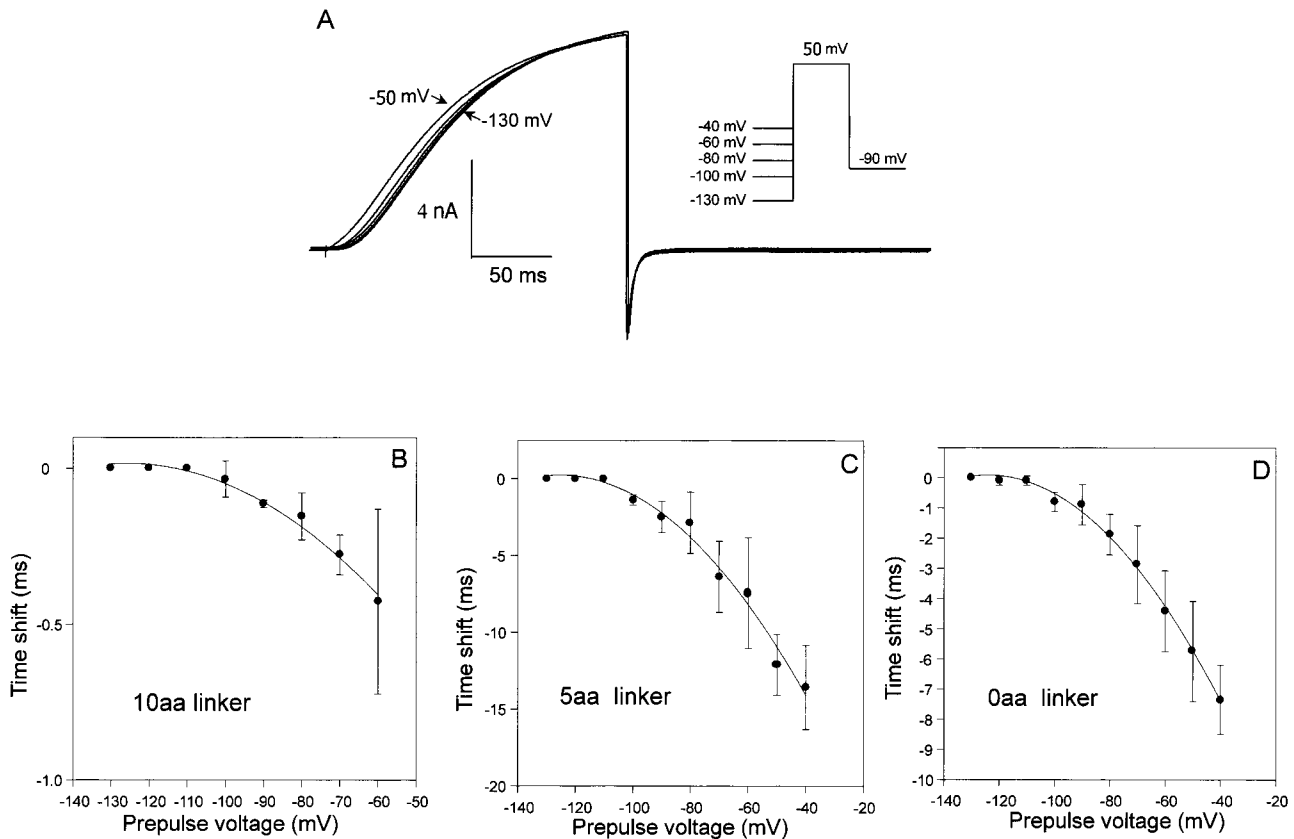 A
-50 mV
-130 mV
4 nA
50 ms
50 mV
-40 mV
-60 mV
-80 mV
-100 mV
-130 mV
-90 mV
B
Time shift (ms)
0
-0.5
-1.0
10aa linker
-140 -130 -120 -110 -100 -90 -80 -70 -60 -50
Prepulse voltage (mV)
C
Time shift (ms)
0
-5
-10
-15
-20
5aa linker
-140 -120 -100 -80 -60 -40 -20
Prepulse voltage (mV)
D
Time shift (ms)
1
0
-1
-2
-3
-4
-5
-6
-7
-8
-9
-10
0aa linker
-140 -120 -100 -80 -60 -40 -20
Prepulse voltage (mV)